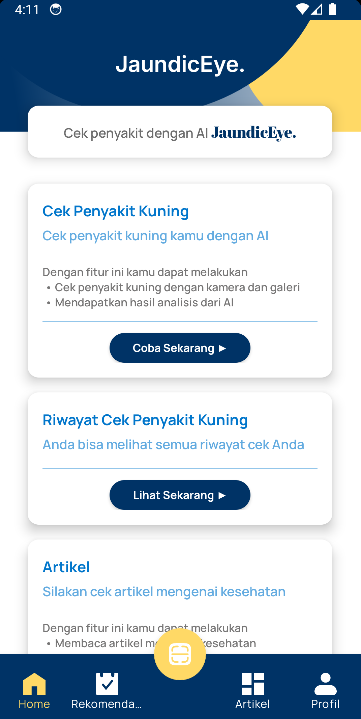 4:11
JaundicEye.
Cek penyakit dengan AI JaundicEye.
Cek Penyakit Kuning
Cek penyakit kuning kamu dengan AI
Dengan fitur ini kamu dapat melakukan
• Cek penyakit kuning dengan kamera dan galeri
• Mendapatkan hasil analisis dari AI
Coba Sekarang ►
Riwayat Cek Penyakit Kuning
Anda bisa melihat semua riwayat cek Anda
Lihat Sekarang ►
Artikel
Silakan cek artikel mengenai kesehatan
Dengan fitur ini kamu dapat melakukan
• Membaca artikel kesehatan
Home
Rekomenda...
Artikel
Profil